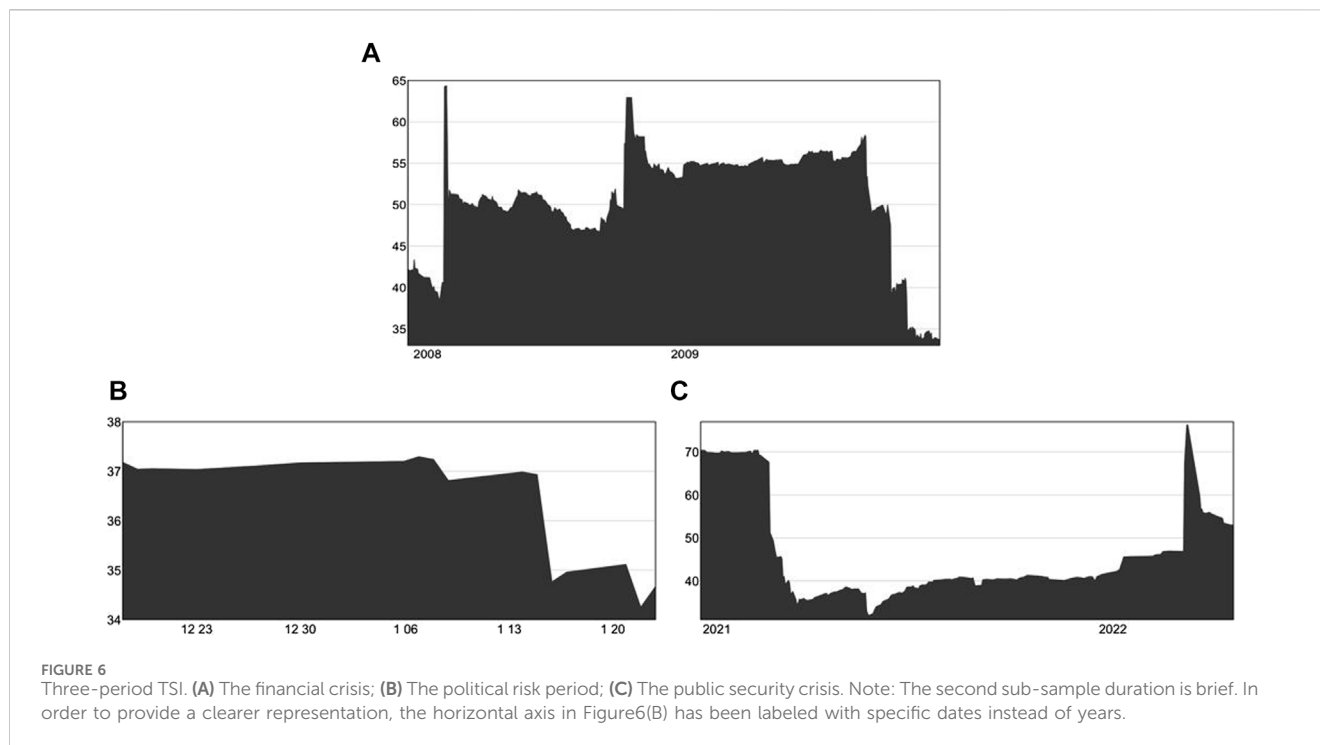 A
65
60
55
50
45
40
35
2008 2009
B
38
37
36
35
34
12 23 12 30 1 06 1 13 1 20
C
70
60
50
40
2021 2022
FIGURE 6
Three-period TSI. (A) The financial crisis; (B) The political risk period; (C) The public security crisis. Note: The second sub-sample duration is brief. In
order to provide a clearer representation, the horizontal axis in Figure6(B) has been labeled with specific dates instead of years.